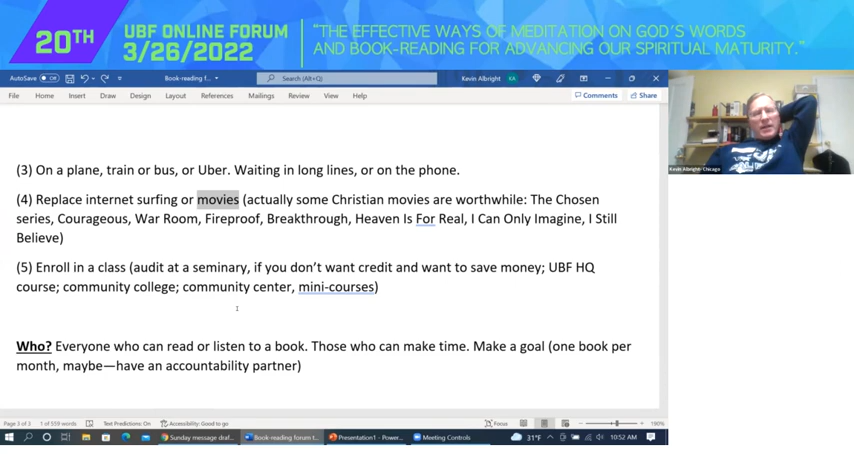 20TH
UBF ONLINE FORUM
3/26/2022
“THE EFFECTIVE WAYS OF MEDITATION ON GOD'S WORDS
AND BOOK-READING FOR ADVANCING OUR SPIRITUAL MATURITY.”
AutoSave Off
Book-reading f...
Search (Alt+Q)
Kevin Albright KA
File Home Insert Draw Design Layout References Mailings Review View Help Comments Share
Kevin Albright- Chicago
(3) On a plane, train or bus, or Uber. Waiting in long lines, or on the phone.
(4) Replace internet surfing or movies (actually some Christian movies are worthwhile: The Chosen
series, Courageous, War Room, Fireproof, Breakthrough, Heaven Is For Real, I Can Only Imagine, I Still
Believe)
(5) Enroll in a class (audit at a seminary, if you don’t want credit and want to save money; UBF HQ
course; community college; community center, mini-courses)
Who? Everyone who can read or listen to a book. Those who can make time. Make a goal (one book per
month, maybe—have an accountability partner)
Page 3 of 3 1 of 559 words Text Predictions: On Accessibility: Good to go Focus 190%
Sunday message draf... Book-reading forum t... Presentation1 - Power... Meeting Controls 31°F 10:52 AM